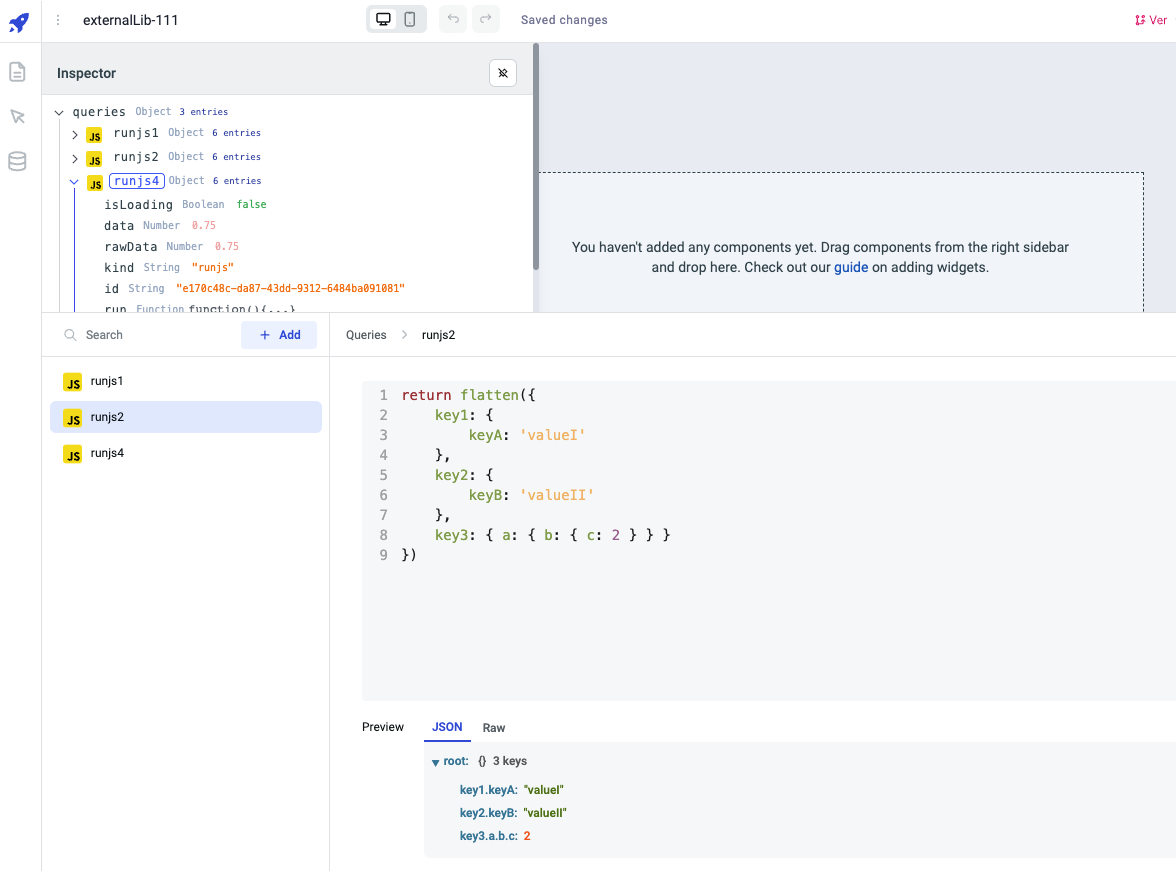 externalLib-111
Saved changes
Ver
Inspector
queries Object 3 entries
JS runjs1 Object 6 entries
JS runjs2 Object 6 entries
JS runjs4 Object 6 entries
isLoading Boolean false
data Number 0.75
rawData Number 0.75
kind String "runjs"
id String "e170c48c-da87-43dd-9312-6484ba091081"
run Function function(){...}
You haven't added any components yet. Drag components from the right sidebar
and drop here. Check out our guide on adding widgets.
Search
+ Add
Queries > runjs2
JS runjs1
JS runjs2
JS runjs4
1 return flatten({
2     key1: {
3         keyA: 'valueI'
4     },
5     key2: {
6         keyB: 'valueII'
7     },
8     key3: { a: { b: { c: 2 } } }
9 })
Preview
JSON
Raw
root: {} 3 keys
key1.keyA: "valueI"
key2.keyB: "valueII"
key3.a.b.c: 2